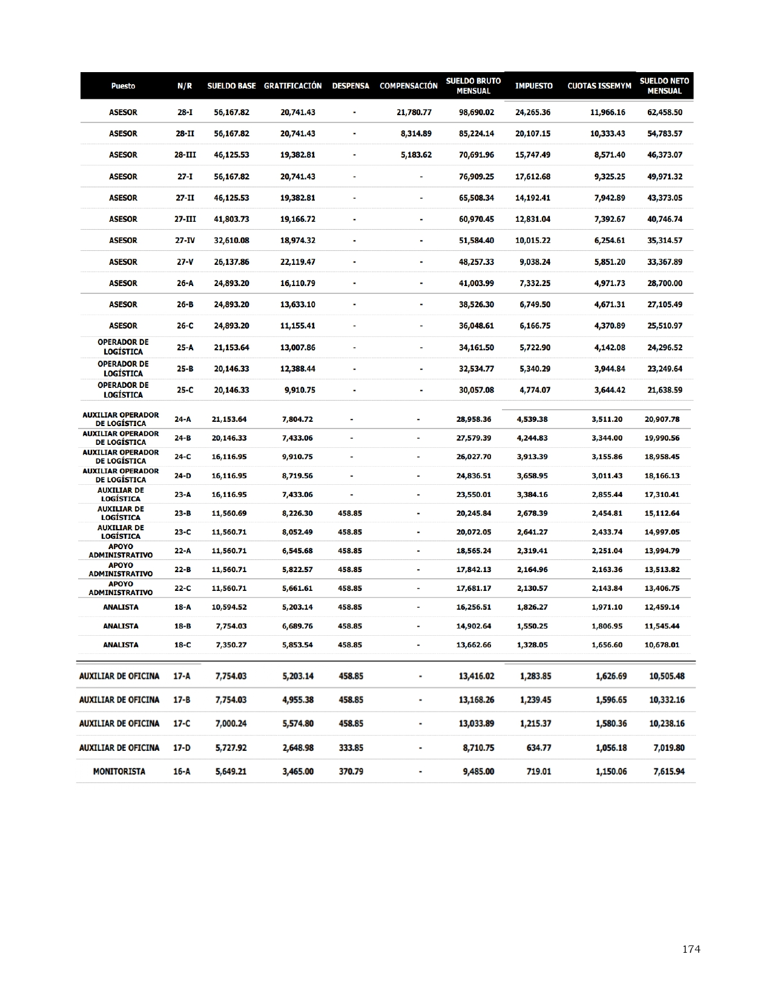 Puesto N/R SUELDO BASE GRATIFICACIÓN DESPENSA COMPENSACIÓN SUELDO BRUTO MENSUAL IMPUESTO CUOTAS ISSEMYM SUELDO NETO MENSUAL
ASESOR 28-I 56,167.82 20,741.43 - 21,780.77 98,690.02 24,265.36 11,966.16 62,458.50
ASESOR 28-II 56,167.82 20,741.43 - 8,314.89 85,224.14 20,107.15 10,333.43 54,783.57
ASESOR 28-III 46,125.53 19,382.81 - 5,183.62 70,691.96 15,747.49 8,571.40 46,373.07
ASESOR 27-I 56,167.82 20,741.43 - - 76,909.25 17,612.68 9,325.25 49,971.32
ASESOR 27-II 46,125.53 19,382.81 - - 65,508.34 14,192.41 7,942.89 43,373.05
ASESOR 27-III 41,803.73 19,166.72 - - 60,970.45 12,831.04 7,392.67 40,746.74
ASESOR 27-IV 32,610.08 18,974.32 - - 51,584.40 10,015.22 6,254.61 35,314.57
ASESOR 27-V 26,137.86 22,119.47 - - 48,257.33 9,038.24 5,851.20 33,367.89
ASESOR 26-A 24,893.20 16,110.79 - - 41,003.99 7,332.25 4,971.73 28,700.00
ASESOR 26-B 24,893.20 13,633.10 - - 38,526.30 6,749.50 4,671.31 27,105.49
ASESOR 26-C 24,893.20 11,155.41 - - 36,048.61 6,166.75 4,370.89 25,510.97
OPERADOR DE LOGÍSTICA 25-A 21,153.64 13,007.86 - - 34,161.50 5,722.90 4,142.08 24,296.52
OPERADOR DE LOGÍSTICA 25-B 20,146.33 12,388.44 - - 32,534.77 5,340.29 3,944.84 23,249.64
OPERADOR DE LOGÍSTICA 25-C 20,146.33 9,910.75 - - 30,057.08 4,774.07 3,644.42 21,638.59
AUXILIAR OPERADOR DE LOGÍSTICA 24-A 21,153.64 7,804.72 - - 28,958.36 4,539.38 3,511.20 20,907.78
AUXILIAR OPERADOR DE LOGÍSTICA 24-B 20,146.33 7,433.06 - - 27,579.39 4,244.83 3,344.00 19,990.56
AUXILIAR OPERADOR DE LOGÍSTICA 24-C 16,116.95 9,910.75 - - 26,027.70 3,913.39 3,155.86 18,958.45
AUXILIAR OPERADOR DE LOGÍSTICA 24-D 16,116.95 8,719.56 - - 24,836.51 3,658.95 3,011.43 18,166.13
AUXILIAR DE LOGÍSTICA 23-A 16,116.95 7,433.06 - - 23,550.01 3,384.16 2,855.44 17,310.41
AUXILIAR DE LOGÍSTICA 23-B 11,560.69 8,226.30 458.85 - 20,245.84 2,678.39 2,454.81 15,112.64
AUXILIAR DE LOGÍSTICA 23-C 11,560.71 8,052.49 458.85 - 20,072.05 2,641.27 2,433.74 14,997.05
APOYO ADMINISTRATIVO 22-A 11,560.71 6,545.68 458.85 - 18,565.24 2,319.41 2,251.04 13,994.79
APOYO ADMINISTRATIVO 22-B 11,560.71 5,822.57 458.85 - 17,842.13 2,164.96 2,163.36 13,513.82
APOYO ADMINISTRATIVO 22-C 11,560.71 5,661.61 458.85 - 17,681.17 2,130.57 2,143.84 13,406.75
ANALISTA 18-A 10,594.52 5,203.14 458.85 - 16,256.51 1,826.27 1,971.10 12,459.14
ANALISTA 18-B 7,754.03 6,689.76 458.85 - 14,902.64 1,550.25 1,806.95 11,545.44
ANALISTA 18-C 7,350.27 5,853.54 458.85 - 13,662.66 1,328.05 1,656.60 10,678.01
AUXILIAR DE OFICINA 17-A 7,754.03 5,203.14 458.85 - 13,416.02 1,283.85 1,626.69 10,505.48
AUXILIAR DE OFICINA 17-B 7,754.03 4,955.38 458.85 - 13,168.26 1,239.45 1,596.65 10,332.16
AUXILIAR DE OFICINA 17-C 7,000.24 5,574.80 458.85 - 13,033.89 1,215.37 1,580.36 10,238.16
AUXILIAR DE OFICINA 17-D 5,727.92 2,648.98 333.85 - 8,710.75 634.77 1,056.18 7,019.80
MONITORISTA 16-A 5,649.21 3,465.00 370.79 - 9,485.00 719.01 1,150.06 7,615.94
174